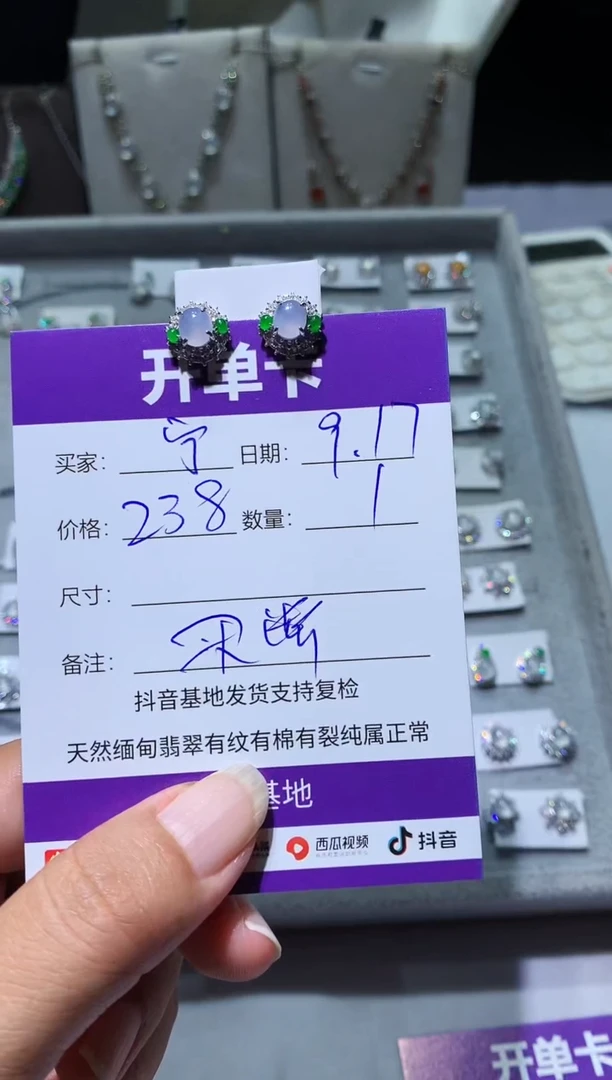 开单卡
买家: 宁 日期: 9.17
价格: 238 数量: 1
尺寸:
备注: 果断
抖音基地发货支持复检
天然缅甸翡翠有纹有棉有裂纯属正常
基地
西瓜视频 抖音
开单卡